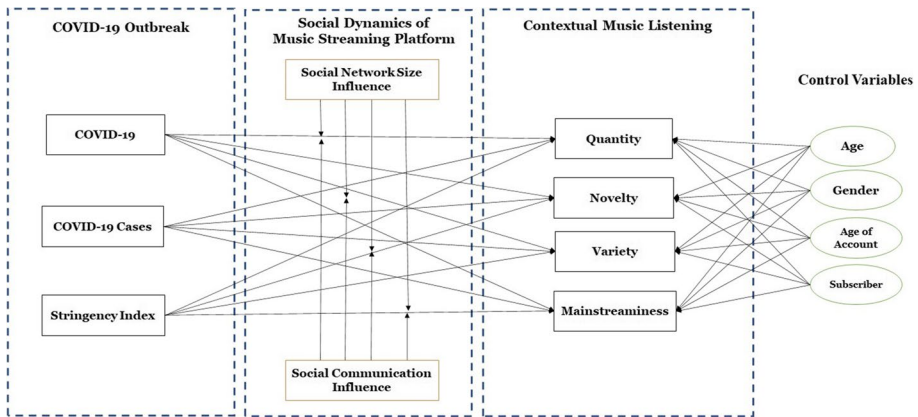 COVID-19 Outbreak
Social Dynamics of
Music Streaming Platform
Contextual Music Listening
Control Variables
Social Network Size
Influence
COVID-19
COVID-19 Cases
Stringency Index
Social Communication
Influence
Quantity
Novelty
Variety
Mainstreaminess
Age
Gender
Age of
Account
Subscriber